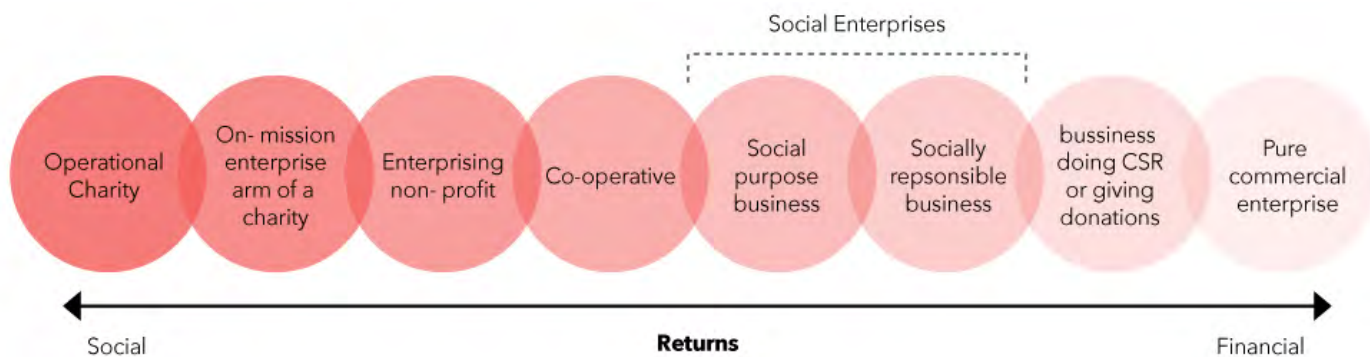 Social Enterprises
Operational
Charity
On- mission
enterprise
arm of a
charity
Enterprising
non- profit
Co-operative
Social
purpose
business
Socially
repsonsible
business
bussiness
doing CSR
or giving
donations
Pure
commercial
enterprise
Social
Returns
Financial